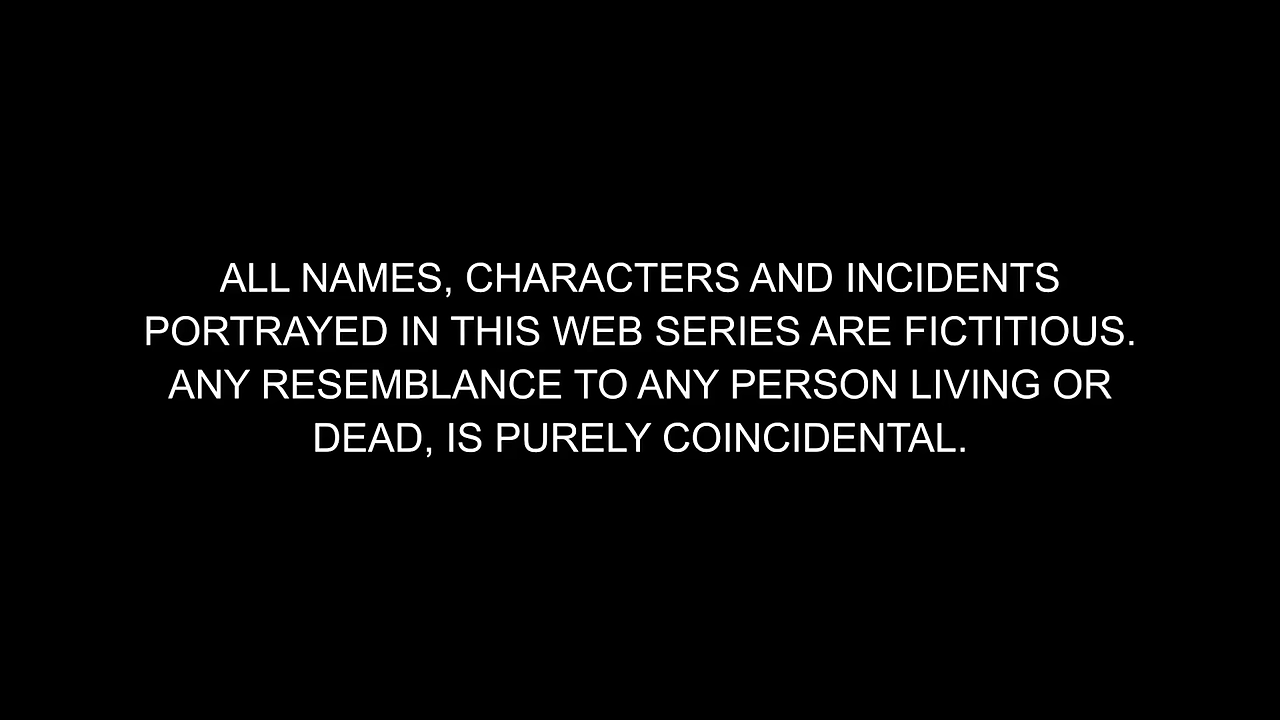 ALL NAMES, CHARACTERS AND INCIDENTS
PORTRAYED IN THIS WEB SERIES ARE FICTITIOUS.
ANY RESEMBLANCE TO ANY PERSON LIVING OR
DEAD, IS PURELY COINCIDENTAL.